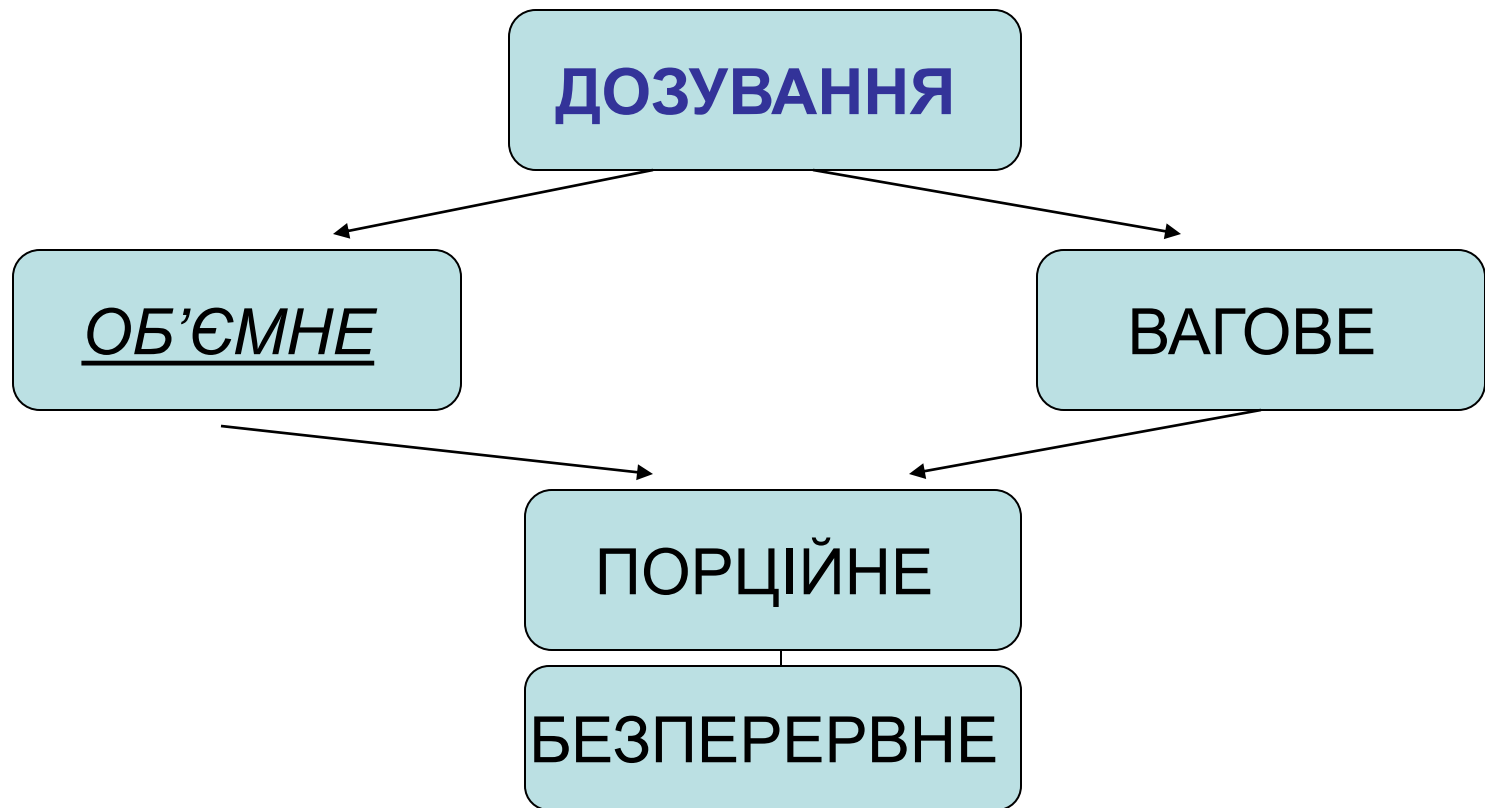 ДОЗУВАННЯ
ОБ’ЄМНЕ
ВАГОВЕ
ПОРЦІЙНЕ
БЕЗПЕРЕРВНЕ